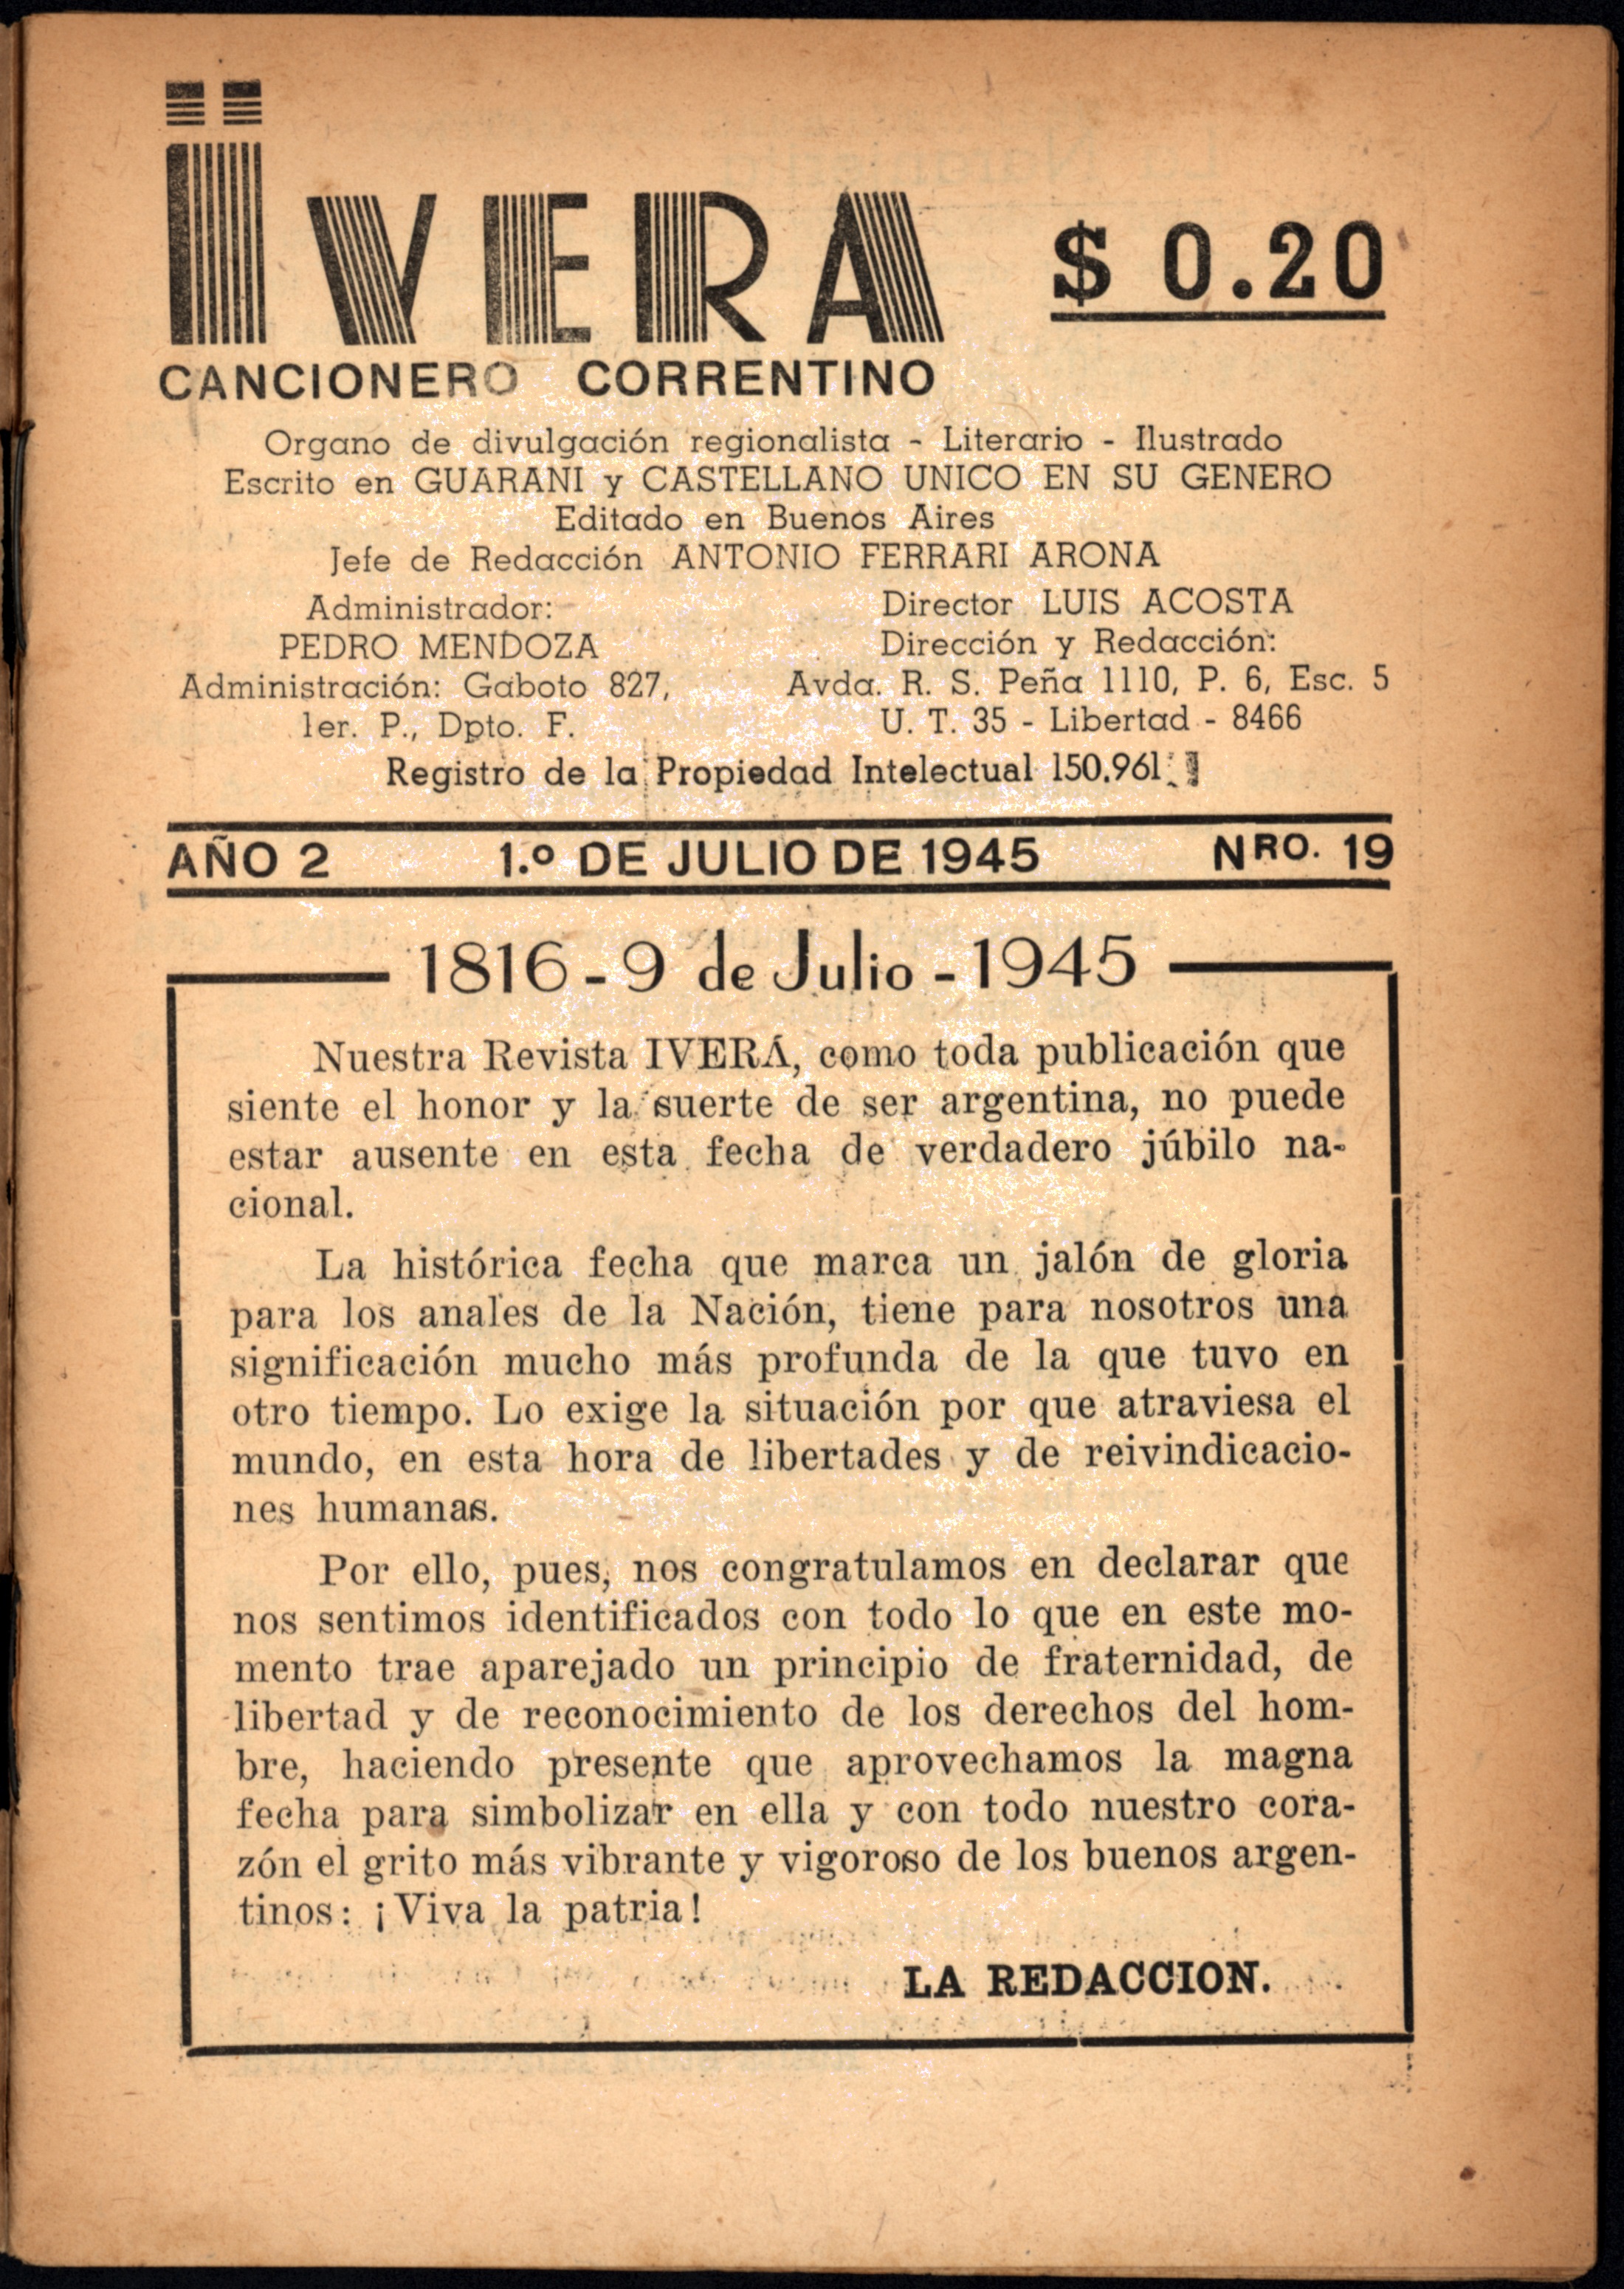 ÏVERA
$ 0.20
CANCIONERO CORRENTINO
Organo de divulgación regionalista - Literario - Ilustrado
Escrito en GUARANI y CASTELLANO UNICO EN SU GENERO
Editado en Buenos Aires
Jefe de Redacción ANTONIO FERRARI ARONA
Administrador:
PEDRO MENDOZA
Administración: Gaboto 827,
1er. P., Dpto. F.
Director LUIS ACOSTA
Dirección y Redacción:
Avda. R. S. Peña 1110, P. 6, Esc. 5
U. T. 35 - Libertad - 8466
Registro de la Propiedad Intelectual 150.961
AÑO 2 1.º DE JULIO DE 1945 NRO. 19
1816 - 9 de Julio - 1945
Nuestra Revista IVERÁ, como toda publicación que
siente el honor y la suerte de ser argentina, no puede
estar ausente en esta fecha de verdadero júbilo na-
cional.
La histórica fecha que marca un jalón de gloria
para los anales de la Nación, tiene para nosotros una
significación mucho más profunda de la que tuvo en
otro tiempo. Lo exige la situación por que atraviesa el
mundo, en esta hora de libertades y de reivindicacio-
nes humanas.
Por ello, pues, nos congratulamos en declarar que
nos sentimos identificados con todo lo que en este mo-
mento trae aparejado un principio de fraternidad, de
libertad y de reconocimiento de los derechos del hom-
bre, haciendo presente que aprovechamos la magna
fecha para simbolizar en ella y con todo nuestro cora-
zón el grito más vibrante y vigoroso de los buenos argen-
tinos: ¡Viva la patria!
LA REDACCION.